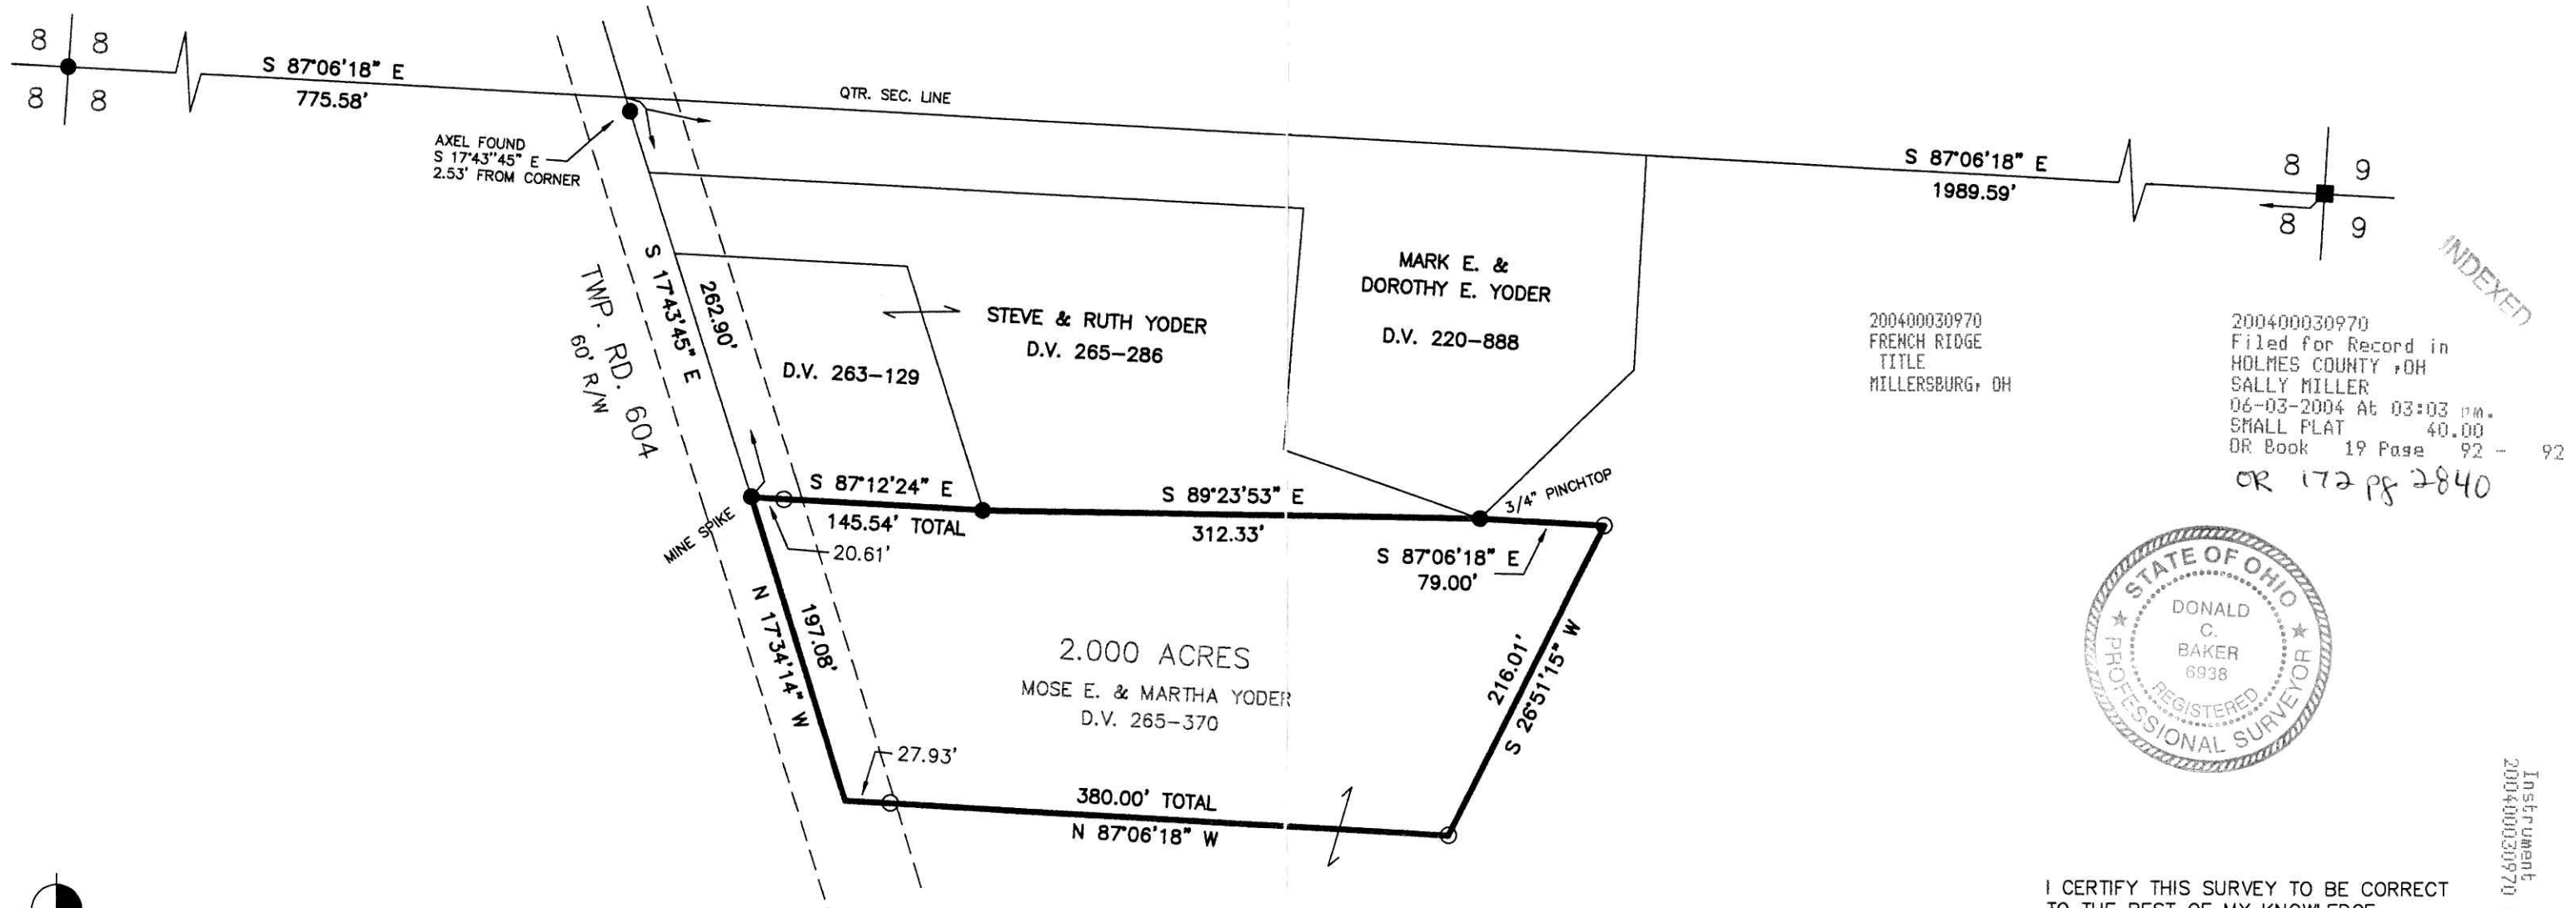 8 8
8 8
S 87°06'18" E
775.58'
QTR. SEC. LINE
AXEL FOUND
S 17°43'45" E
2.53' FROM CORNER
S 87°06'18" E
1989.59'
8 9
8 9
INDEXED
S 17°43'45" E
262.90'
TWP. RD. 604
60' R/W
D.V. 263-129
STEVE & RUTH YODER
D.V. 265-286
MARK E. &
DOROTHY E. YODER
D.V. 220-888
200400030970
FRENCH RIDGE
TITLE
MILLERSBURG, OH
200400030970
Filed for Record in
HOLMES COUNTY ,OH
SALLY MILLER
06-03-2004 At 03:03 pm.
SMALL PLAT 40.00
OR Book 19 Page 92 - 92
OR 172 pg 2840
MINE SPIKE
S 87°12'24" E
145.54' TOTAL
20.61'
S 89°23'53" E
312.33'
3/4" PINCHTOP
S 87°06'18" E
79.00'
N 17°34'14" W
197.08'
2.000 ACRES
MOSE E. & MARTHA YODER
D.V. 265-370
216.01'
S 26°51'15" W
27.93'
380.00' TOTAL
N 87°06'18" W
STATE OF OHIO
DONALD
C.
BAKER
6938
REGISTERED
PROFESSIONAL SURVEYOR
Instrument
200400030970
I CERTIFY THIS SURVEY TO BE CORRECT
TO THE BEST OF MY KNOWLEDGE